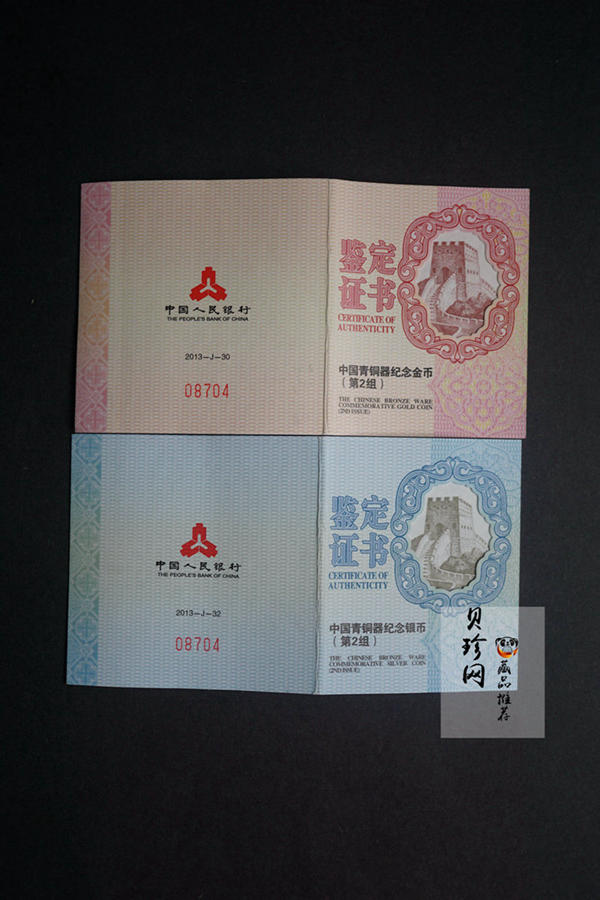 中国人民银行
THE PEOPLE'S BANK OF CHINA
2013-J-30
08704
鉴定
证书
CERTIFICATE OF
AUTHENTICITY
中国青铜器纪念金币
（第2组）
THE CHINESE BRONZE WARE
COMMEMORATIVE GOLD COIN
(2ND ISSUE)
中国人民银行
THE PEOPLE'S BANK OF CHINA
2013-J-32
08704
鉴定
证书
CERTIFICATE OF
AUTHENTICITY
中国青铜器纪念银币
（第2组）
THE CHINESE BRONZE WARE
COMMEMORATIVE SILVER COIN
(2ND ISSUE)
贝珍网
藏品推荐